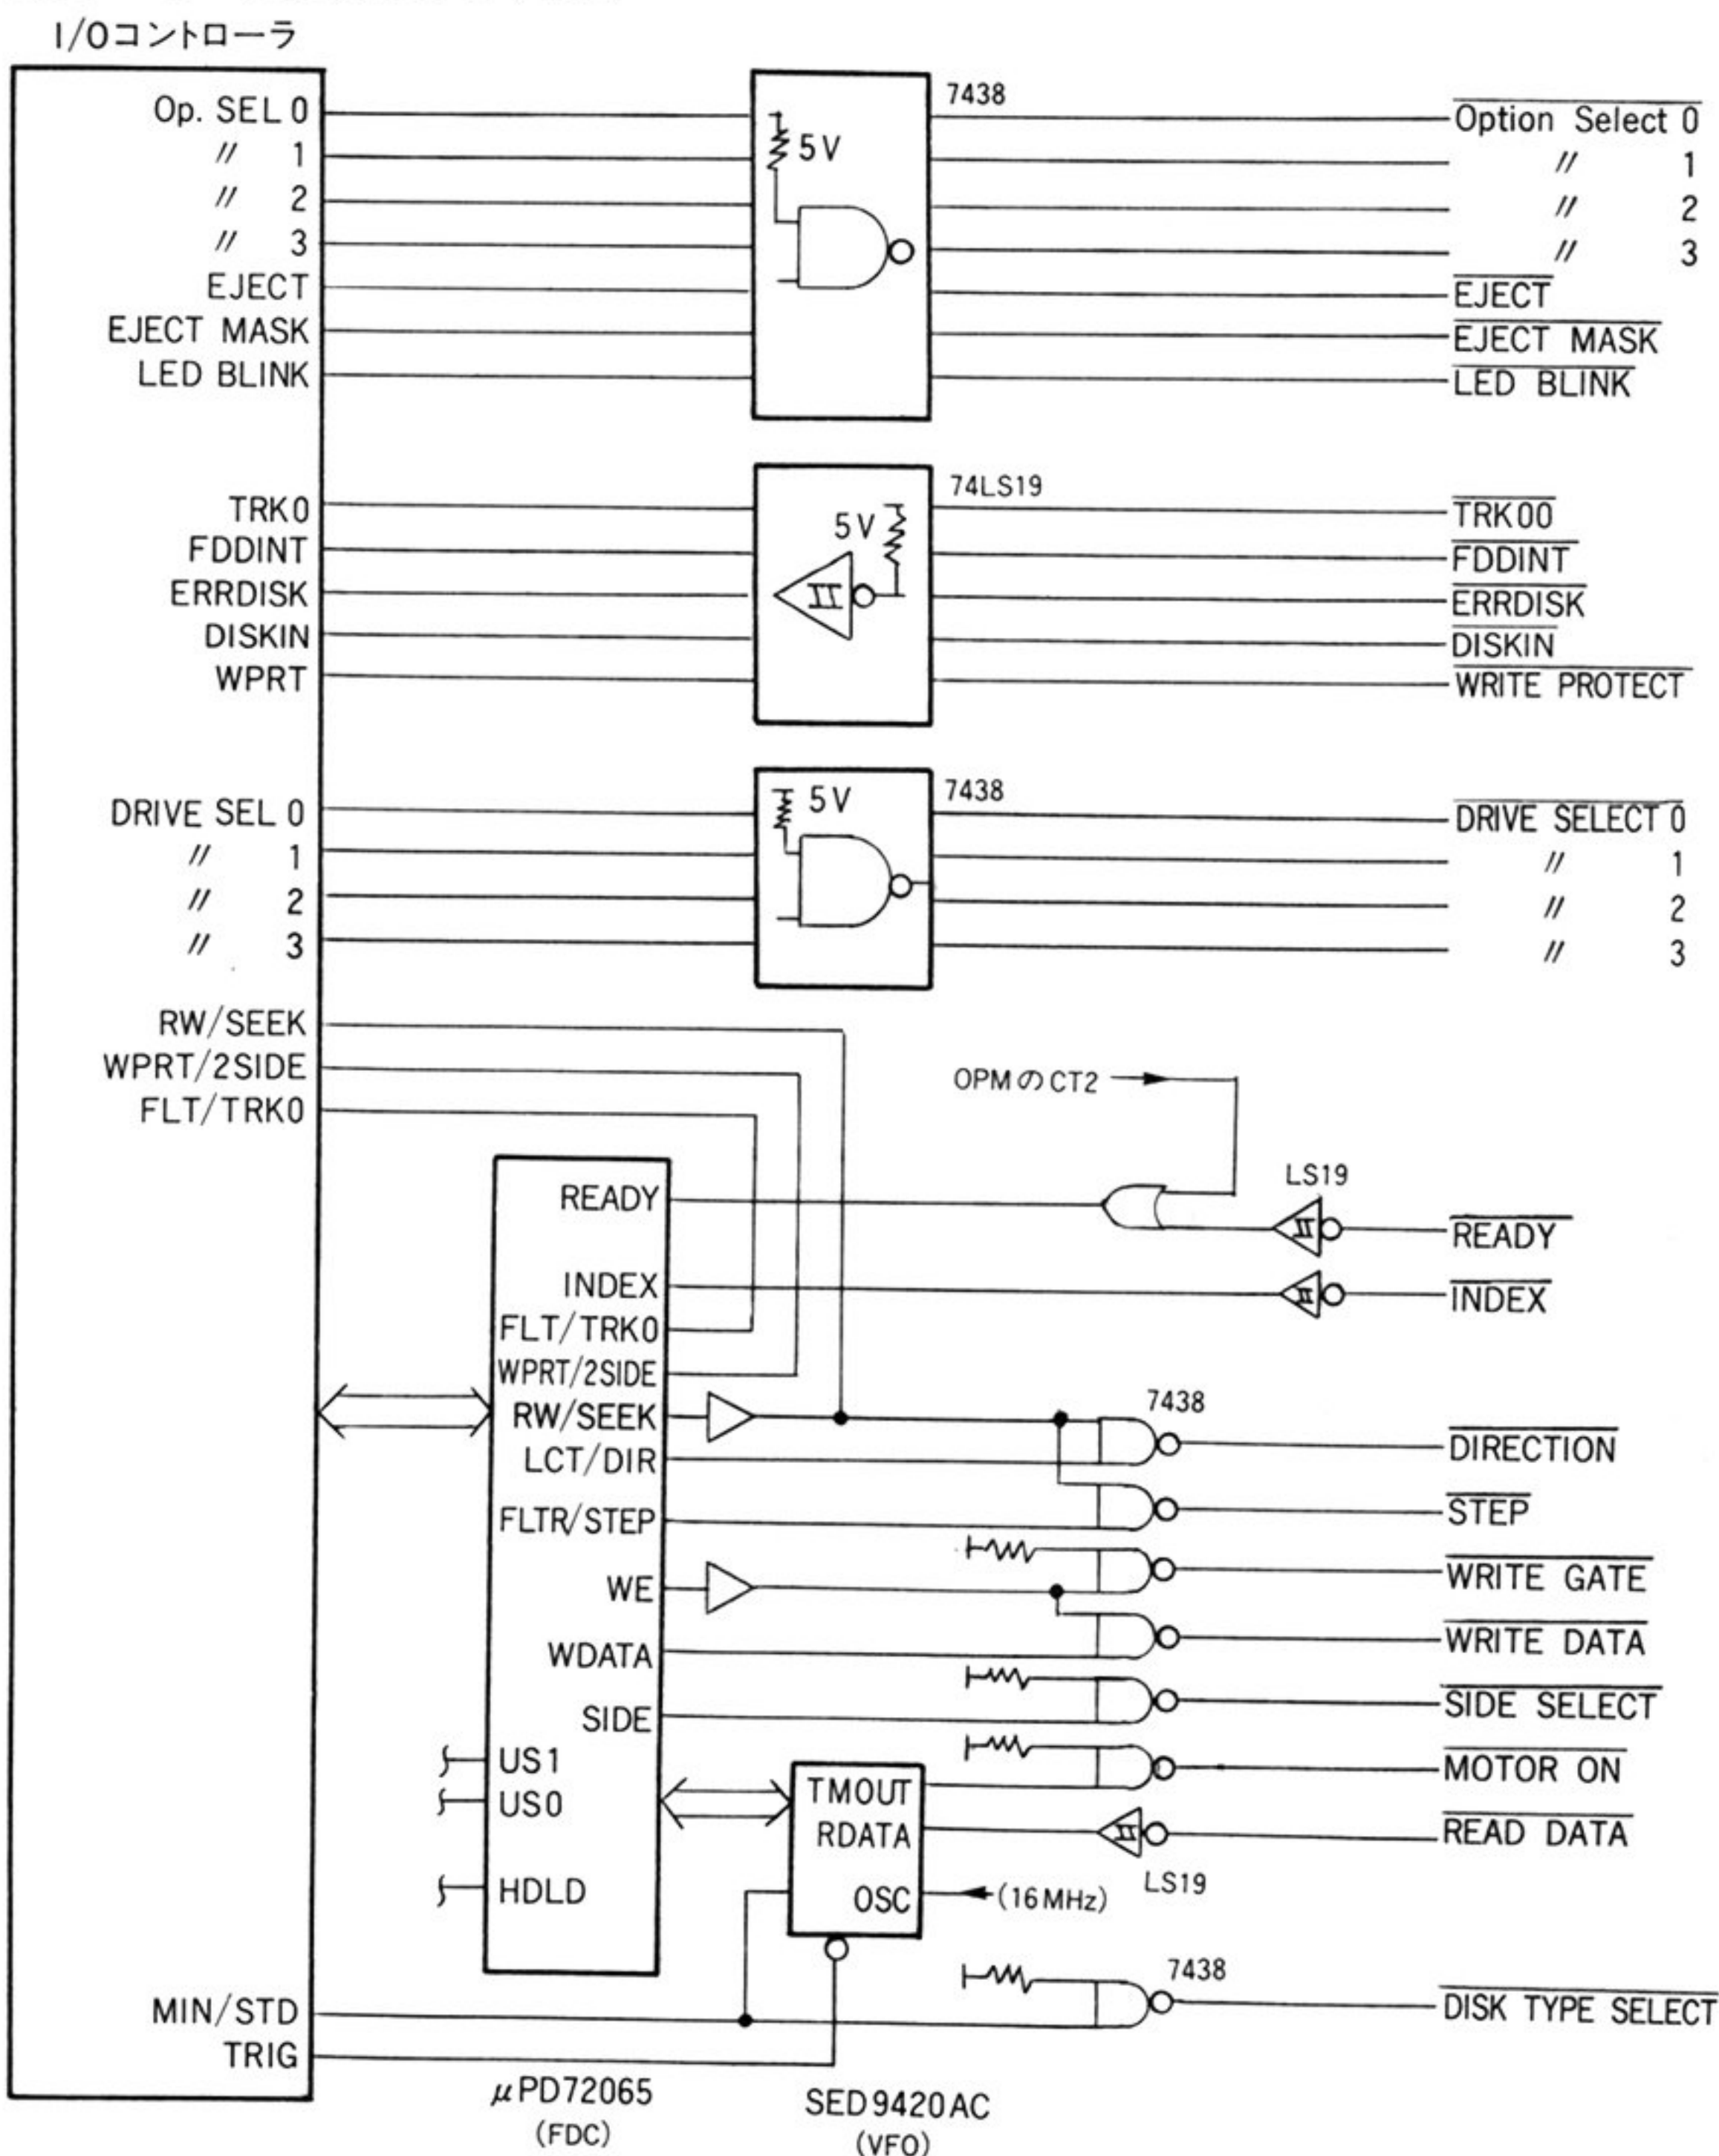 I/Oコントローラ
Op. SEL 0
〃 1
〃 2
〃 3
EJECT
EJECT MASK
LED BLINK
7438
5V
Option Select 0
〃 1
〃 2
〃 3
EJECT
EJECT MASK
LED BLINK
TRK0
FDDINT
ERRDISK
DISKIN
WPRT
74LS19
5V
TRK00
FDDINT
ERRDISK
DISKIN
WRITE PROTECT
DRIVE SEL 0
〃 1
〃 2
〃 3
5V
7438
DRIVE SELECT 0
〃 1
〃 2
〃 3
RW/SEEK
WPRT/2SIDE
FLT/TRK0
OPMのCT2
READY
LS19
READY
INDEX
INDEX
FLT/TRK0
WPRT/2SIDE
RW/SEEK
7438
DIRECTION
LCT/DIR
FLTR/STEP
STEP
WE
WRITE GATE
WDATA
WRITE DATA
SIDE
SIDE SELECT
US1
US0
HDLD
TMOUT
RDATA
OSC
(16MHz)
MOTOR ON
READ DATA
LS19
MIN/STD
TRIG
7438
DISK TYPE SELECT
μPD72065
(FDC)
SED9420AC
(VFO)